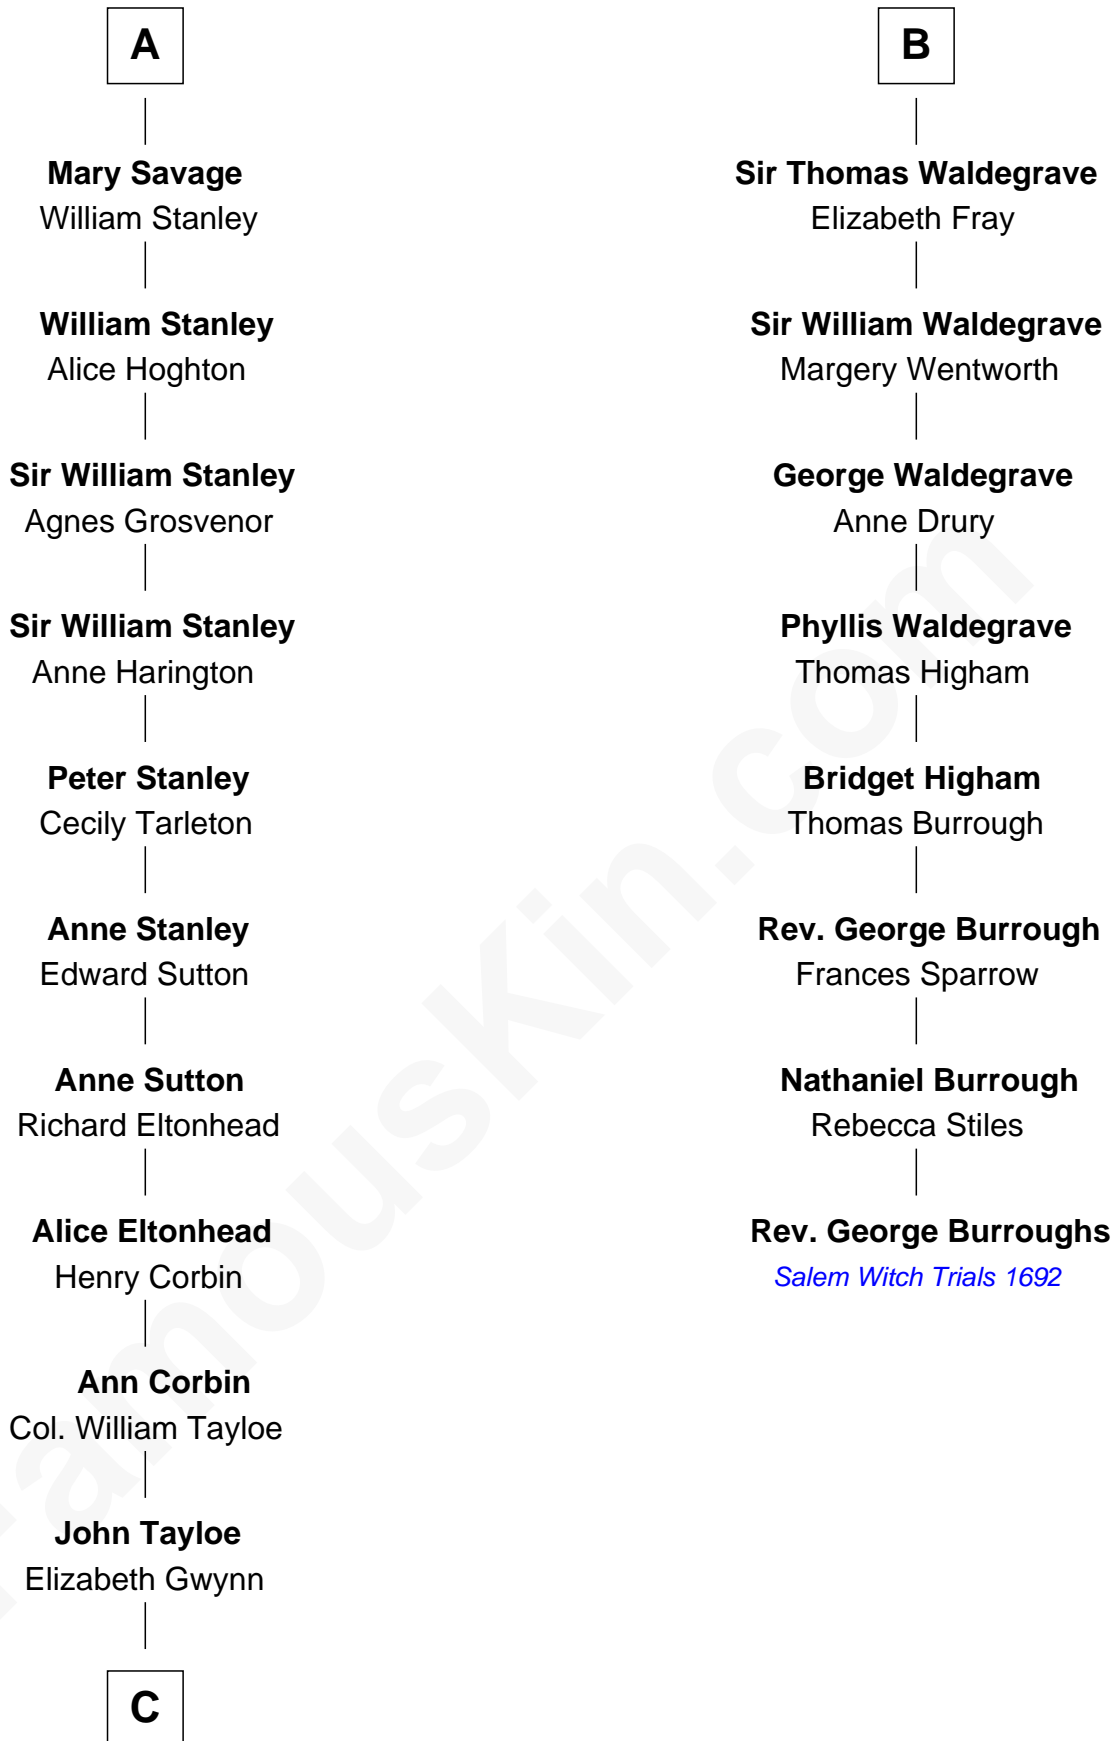 A
Mary Savage
William Stanley
William Stanley
Alice Hoghton
Sir William Stanley
Agnes Grosvenor
Sir William Stanley
Anne Harington
Peter Stanley
Cecily Tarleton
Anne Stanley
Edward Sutton
Anne Sutton
Richard Eltonhead
Alice Eltonhead
Henry Corbin
Ann Corbin
Col. William Tayloe
John Tayloe
Elizabeth Gwynn
C
B
Sir Thomas Waldegrave
Elizabeth Fray
Sir William Waldegrave
Margery Wentworth
George Waldegrave
Anne Drury
Phyllis Waldegrave
Thomas Higham
Bridget Higham
Thomas Burrough
Rev. George Burrough
Frances Sparrow
Nathaniel Burrough
Rebecca Stiles
Rev. George Burroughs
Salem Witch Trials 1692
FamousKin.com